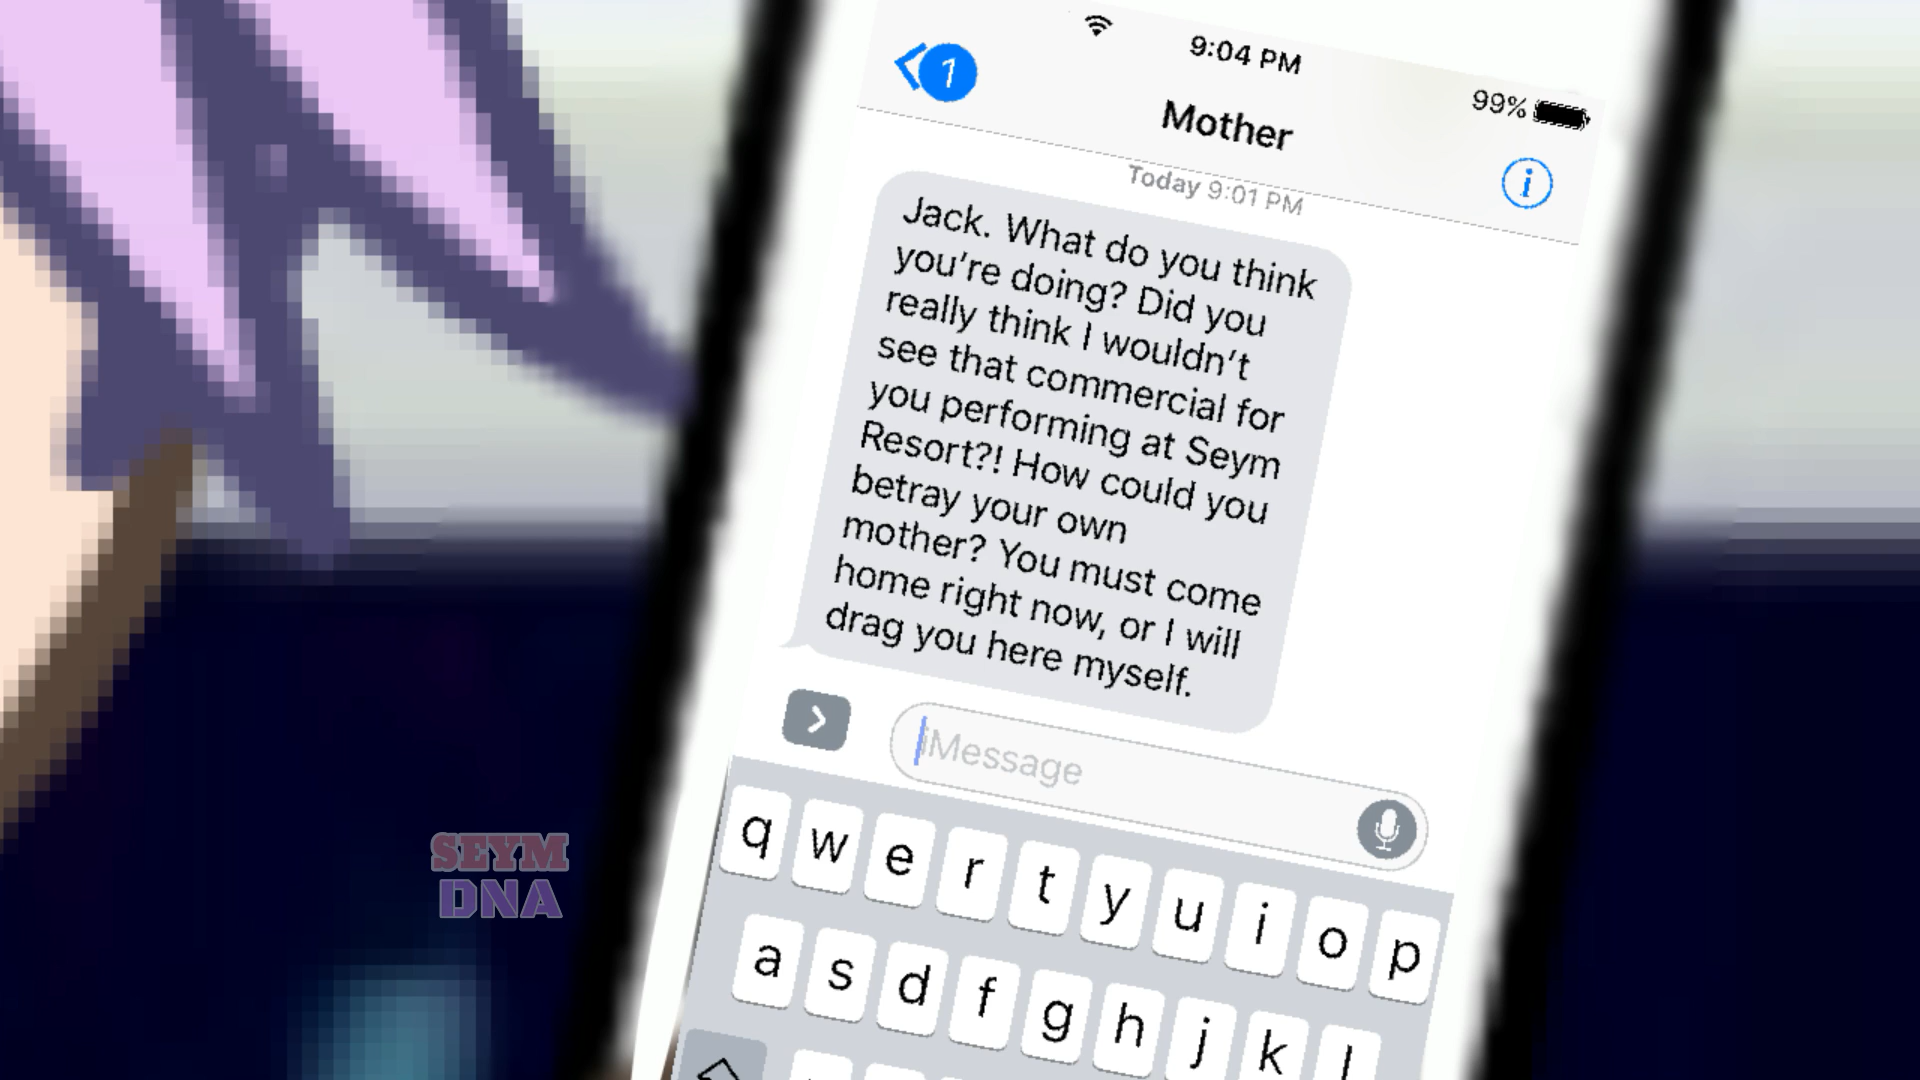 9:04 PM
99%
1
Mother
i
Today 9:01 PM
Jack. What do you think
you’re doing? Did you
really think I wouldn’t
see that commercial for
you performing at Seym
Resort?! How could you
betray your own
mother? You must come
home right now, or I will
drag you here myself.
iMessage
q w e r t y u i o p
a s d f g h j k l
SEYM
DNA